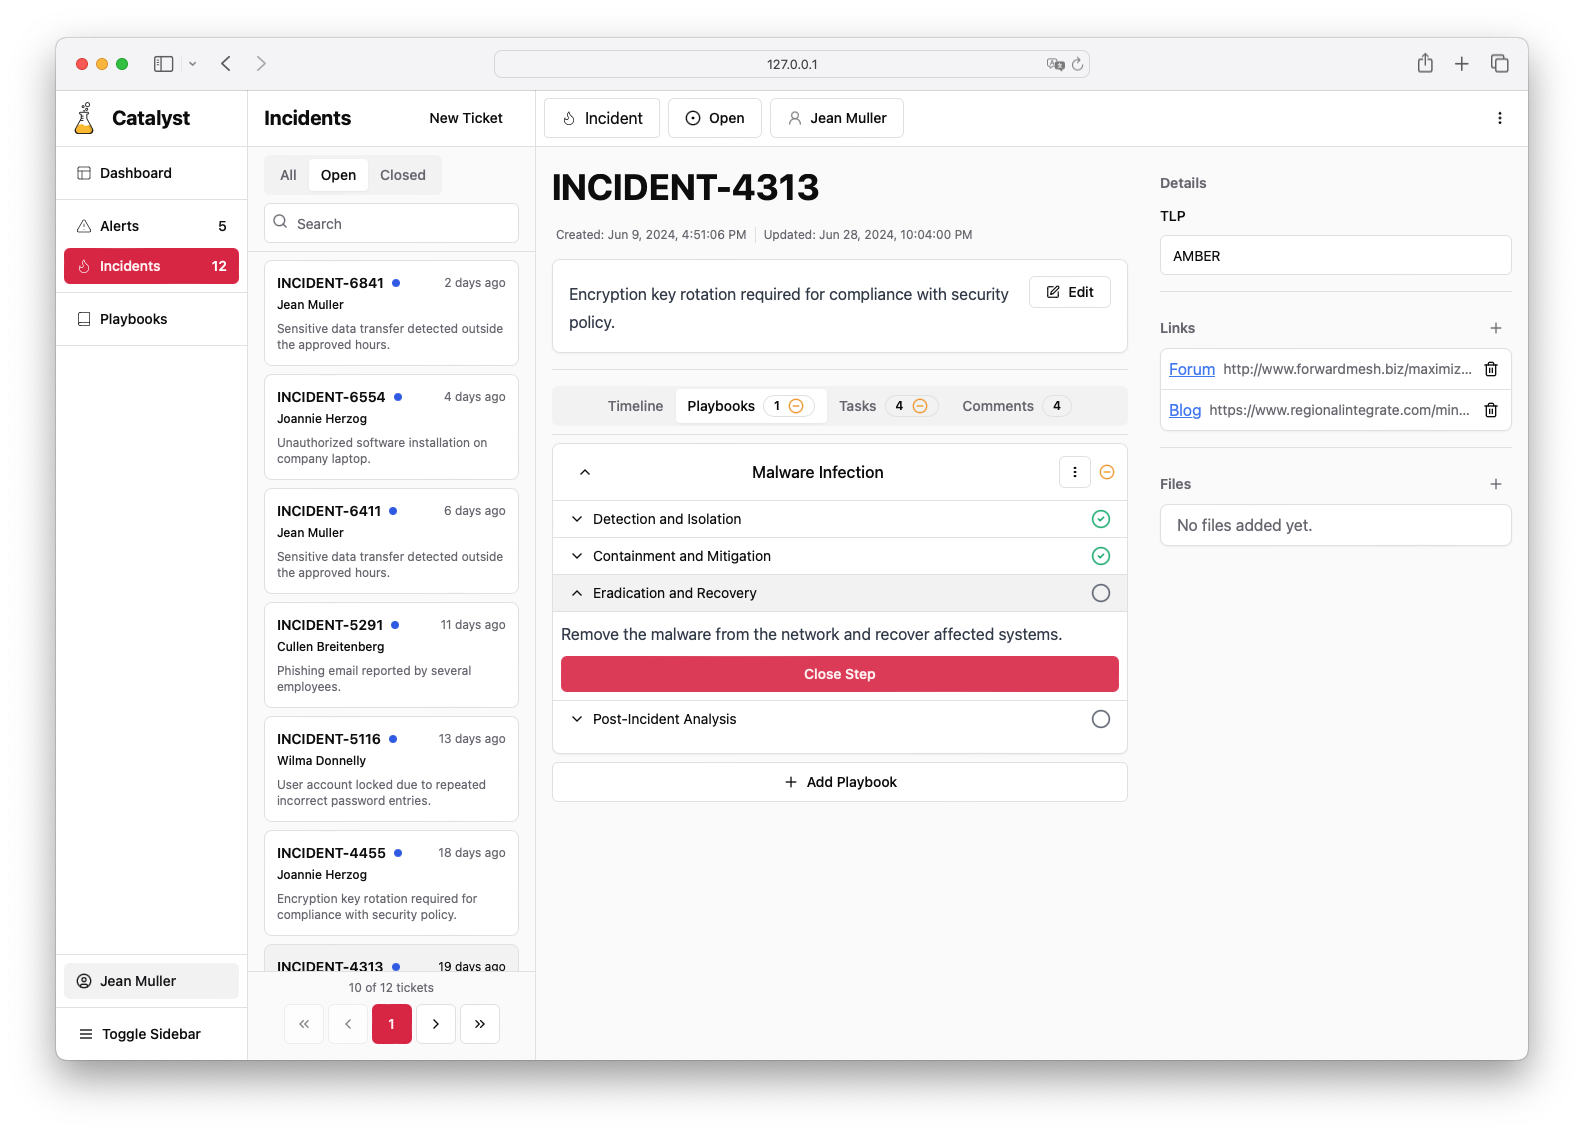 127.0.0.1
Catalyst
Dashboard
Alerts 5
Incidents 12
Playbooks
Jean Muller
Toggle Sidebar
Incidents New Ticket
All Open Closed
Search
INCIDENT-6841 2 days ago
Jean Muller
Sensitive data transfer detected outside
the approved hours.
INCIDENT-6554 4 days ago
Joannie Herzog
Unauthorized software installation on
company laptop.
INCIDENT-6411 6 days ago
Jean Muller
Sensitive data transfer detected outside
the approved hours.
INCIDENT-5291 11 days ago
Cullen Breitenberg
Phishing email reported by several
employees.
INCIDENT-5116 13 days ago
Wilma Donnelly
User account locked due to repeated
incorrect password entries.
INCIDENT-4455 18 days ago
Joannie Herzog
Encryption key rotation required for
compliance with security policy.
INCIDENT-4313 19 days ago
10 of 12 tickets
1
Incident Open Jean Muller
INCIDENT-4313
Created: Jun 9, 2024, 4:51:06 PM Updated: Jun 28, 2024, 10:04:00 PM
Encryption key rotation required for compliance with security
policy.
Edit
Timeline Playbooks 1 Tasks 4 Comments 4
Malware Infection
Detection and Isolation
Containment and Mitigation
Eradication and Recovery
Remove the malware from the network and recover affected systems.
Close Step
Post-Incident Analysis
Add Playbook
Details
TLP
AMBER
Links
Forum http://www.forwardmesh.biz/maximiz...
Blog https://www.regionalintegrate.com/min...
Files
No files added yet.